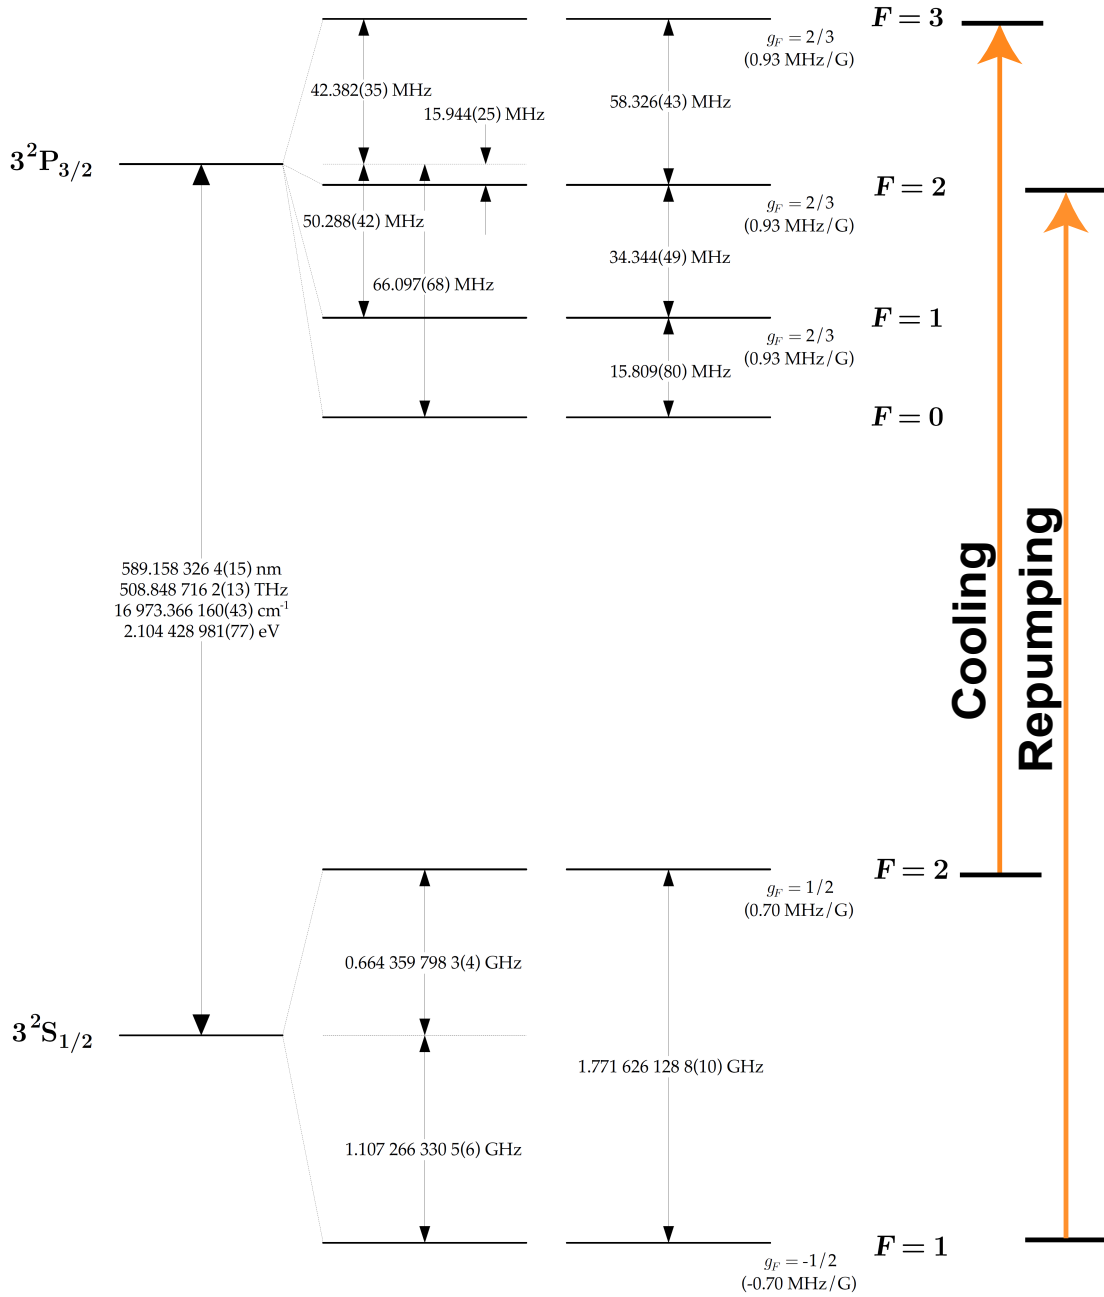 F = 3
g_F = 2/3
(0.93 MHz/G)
42.382(35) MHz
58.326(43) MHz
15.944(25) MHz
3²P₃/₂
F = 2
g_F = 2/3
(0.93 MHz/G)
50.288(42) MHz
34.344(49) MHz
66.097(68) MHz
F = 1
g_F = 2/3
(0.93 MHz/G)
15.809(80) MHz
F = 0
589.158 326 4(15) nm
508.848 716 2(13) THz
16 973.366 160(43) cm⁻¹
2.104 428 981(77) eV
Cooling
Repumping
F = 2
g_F = 1/2
(0.70 MHz/G)
0.664 359 798 3(4) GHz
3²S₁/₂
1.771 626 128 8(10) GHz
1.107 266 330 5(6) GHz
F = 1
g_F = -1/2
(-0.70 MHz/G)